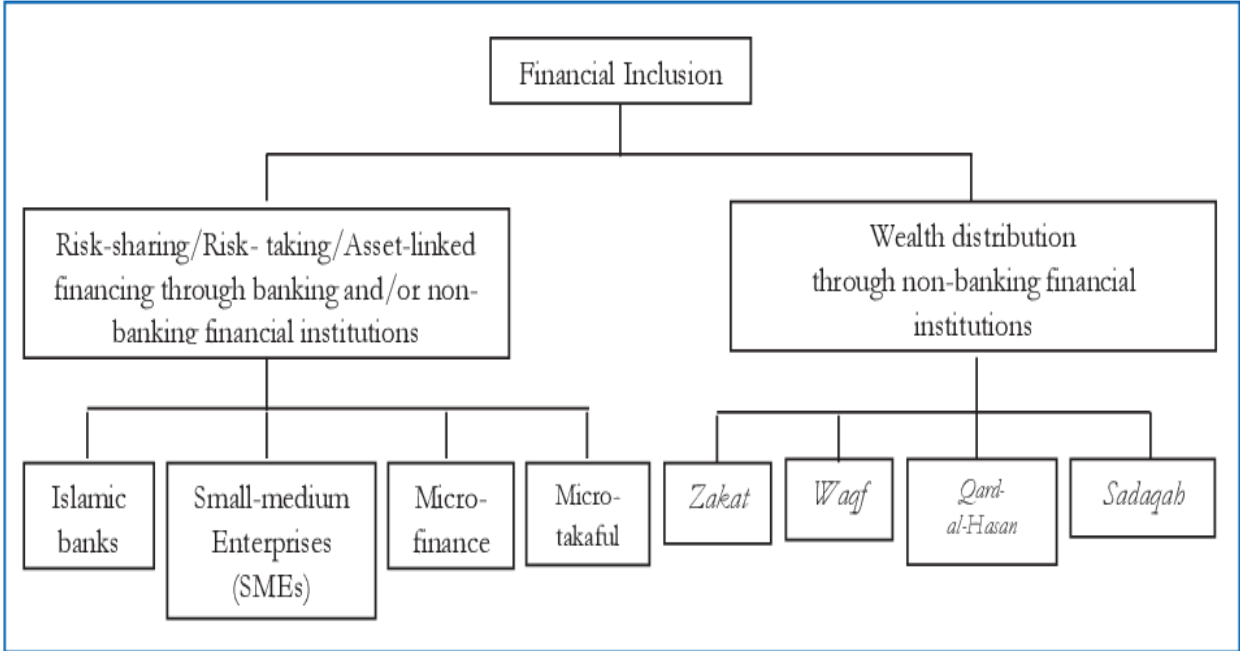 Financial Inclusion
Risk-sharing/Risk- taking/Asset-linked
financing through banking and/or non-
banking financial institutions
Wealth distribution
through non-banking financial
institutions
Islamic
banks
Small-medium
Enterprises
(SMEs)
Micro-
finance
Micro-
takaful
Zakat
Waqf
Qard-
al-Hasan
Sadaqah